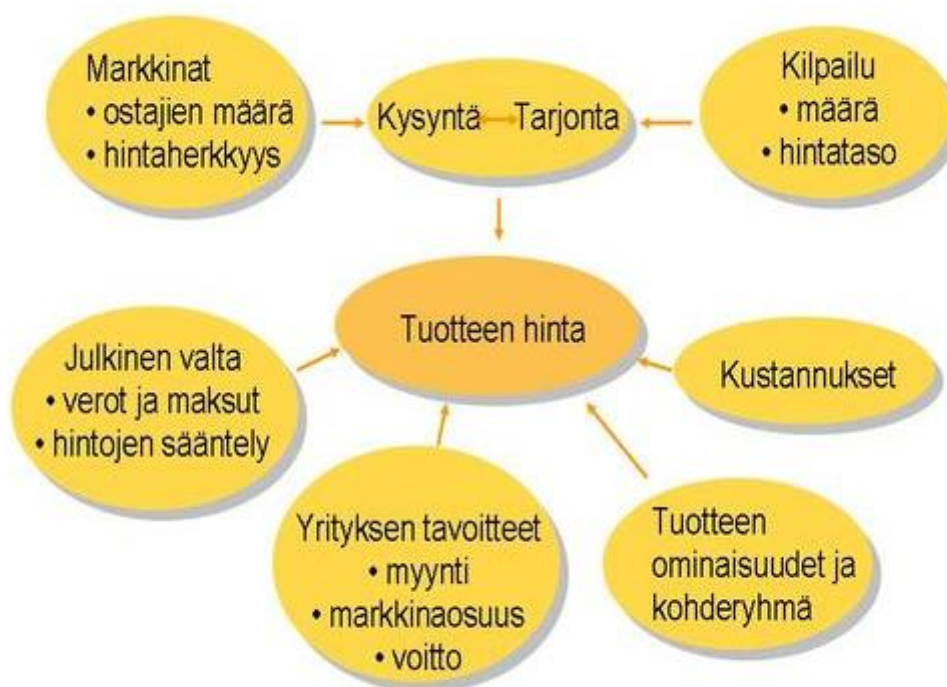 Markkinat
• ostajien määrä
• hintaherkkyys
Kysyntä Tarjonta
Kilpailu
• määrä
• hintataso
Tuotteen hinta
Julkinen valta
• verot ja maksut
• hintojen sääntely
Kustannukset
Yrityksen tavoitteet
• myynti
• markkinaosuus
• voitto
Tuotteen
ominaisuudet ja
kohderyhmä